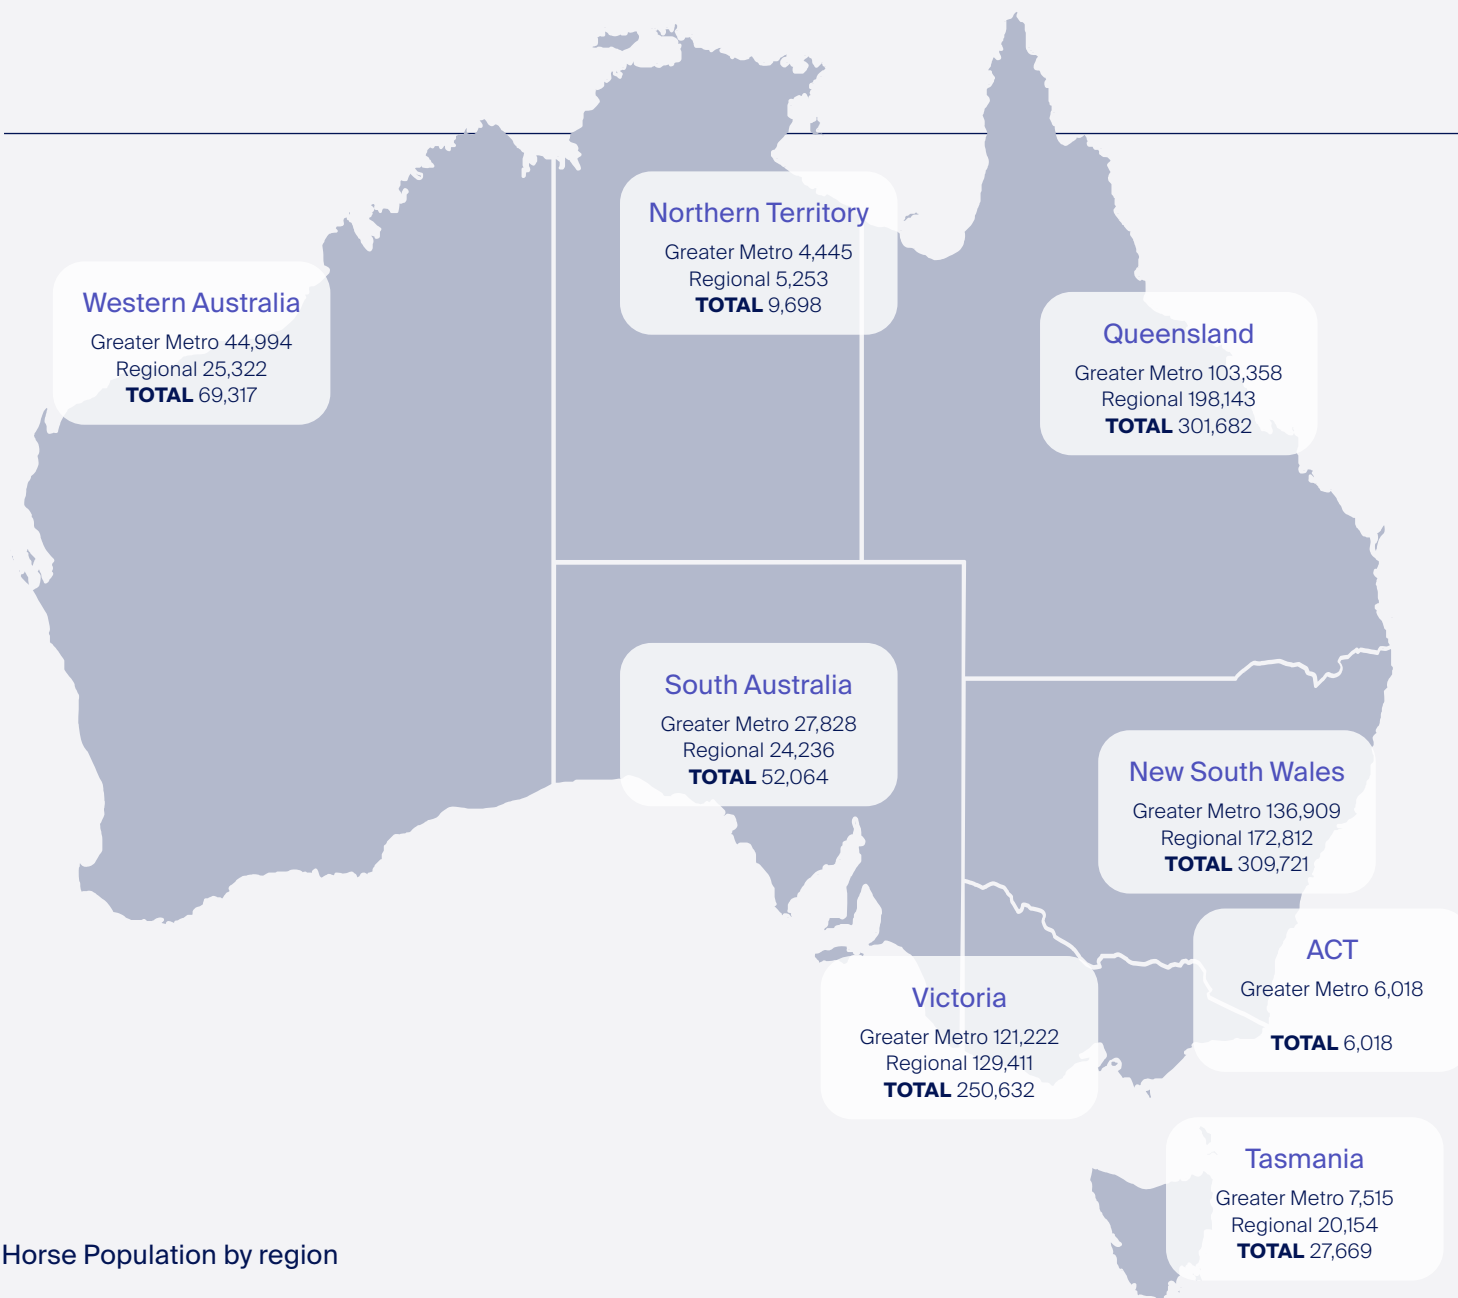 Northern Territory
Greater Metro 4,445
Regional 5,253
TOTAL 9,698
Western Australia
Greater Metro 44,994
Regional 25,322
TOTAL 69,317
Queensland
Greater Metro 103,358
Regional 198,143
TOTAL 301,682
South Australia
Greater Metro 27,828
Regional 24,236
TOTAL 52,064
New South Wales
Greater Metro 136,909
Regional 172,812
TOTAL 309,721
ACT
Greater Metro 6,018
TOTAL 6,018
Victoria
Greater Metro 121,222
Regional 129,411
TOTAL 250,632
Tasmania
Greater Metro 7,515
Regional 20,154
TOTAL 27,669
Horse Population by region